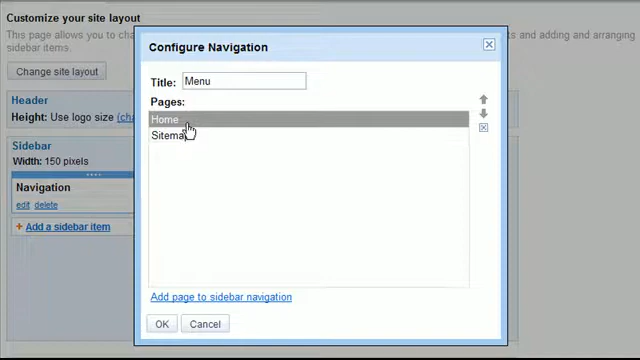 Customize your site layout
This page allows you to cha
s and adding and arranging
sidebar items.
Change site layout
Header
Height: Use logo size (cha
Sidebar
Width: 150 pixels
Navigation
edit delete
+ Add a sidebar item
Configure Navigation
Title: Menu
Pages:
Home
Sitema
Add page to sidebar navigation
OK Cancel